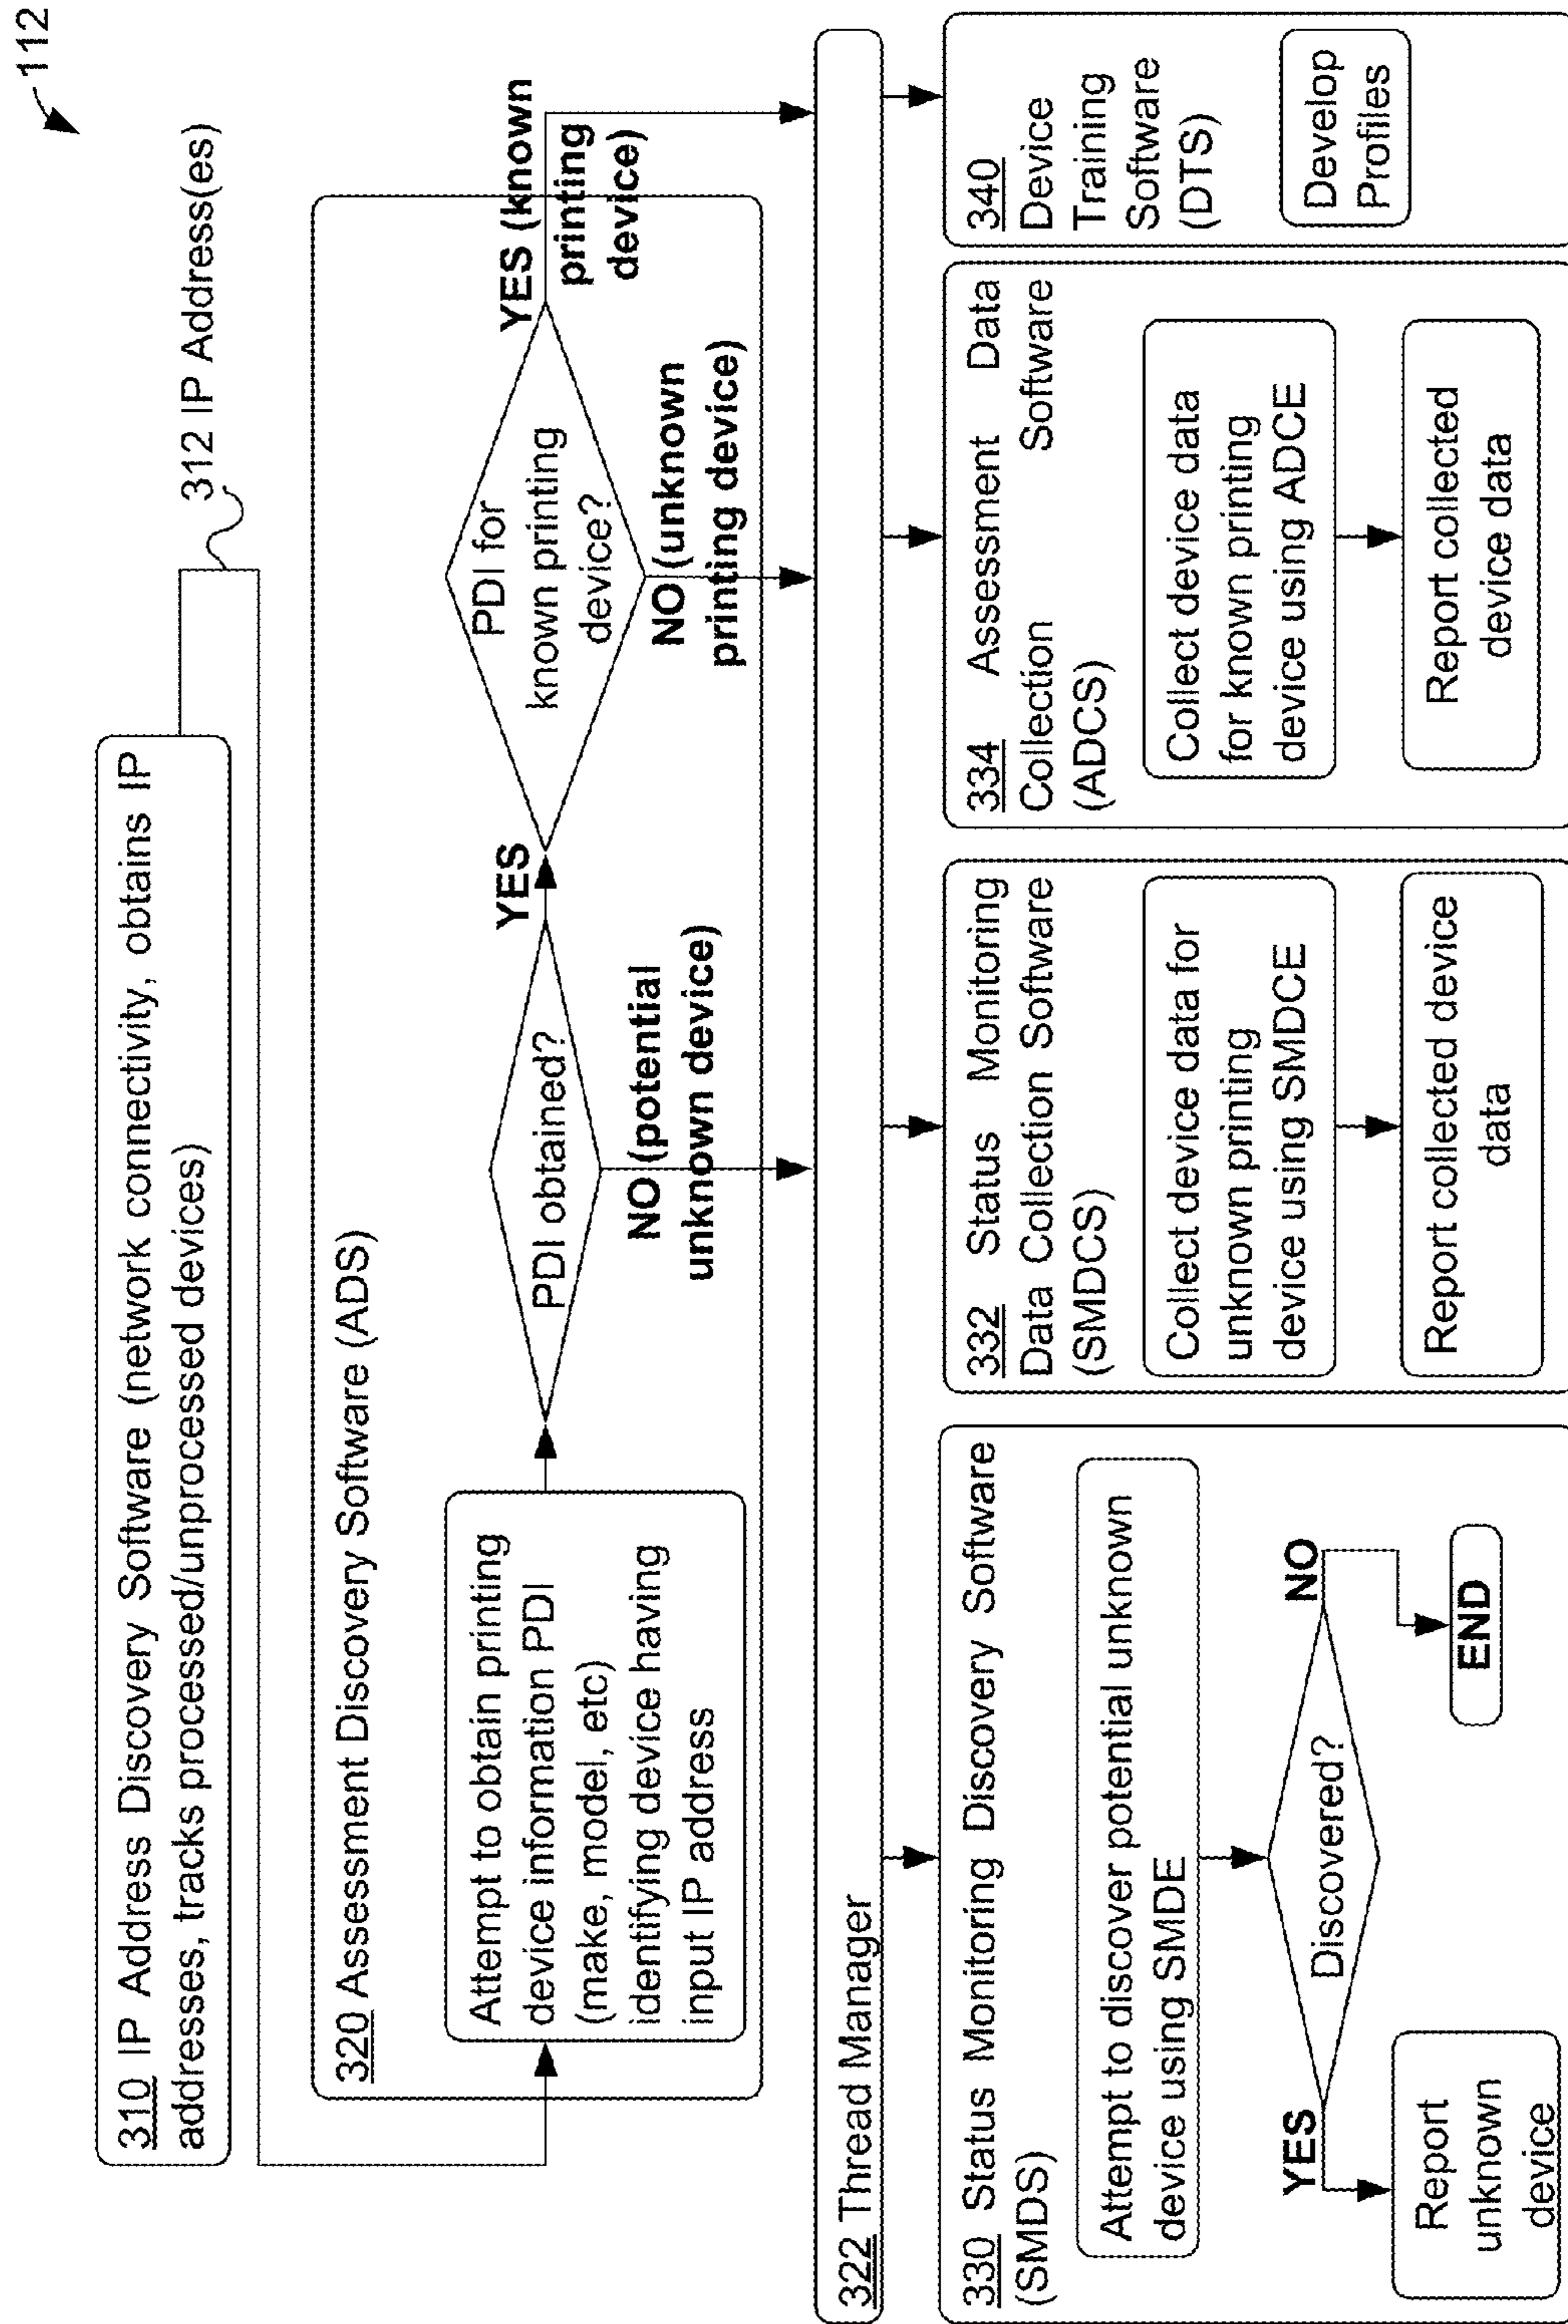 112
310 IP Address Discovery Software (network connectivity, obtains IP
addresses, tracks processed/unprocessed devices)
312 IP Address(es)
320 Assessment Discovery Software (ADS)
Attempt to obtain printing
device information PDI
(make, model, etc)
identifying device having
input IP address
PDI obtained?
YES
NO (potential
unknown device)
PDI for
known printing
device?
YES (known
printing
device)
NO (unknown
printing device)
322 Thread Manager
330 Status Monitoring Discovery Software
(SMDS)
Attempt to discover potential unknown
device using SMDE
Discovered?
YES
NO
Report
unknown
device
END
332 Status Monitoring
Data Collection Software
(SMDCS)
Collect device data for
unknown printing
device using SMDCE
Report collected device
data
334 Assessment Data
Collection Software
(ADCS)
Collect device data
for known printing
device using ADCE
Report collected
device data
340
Device
Training
Software
(DTS)
Develop
Profiles